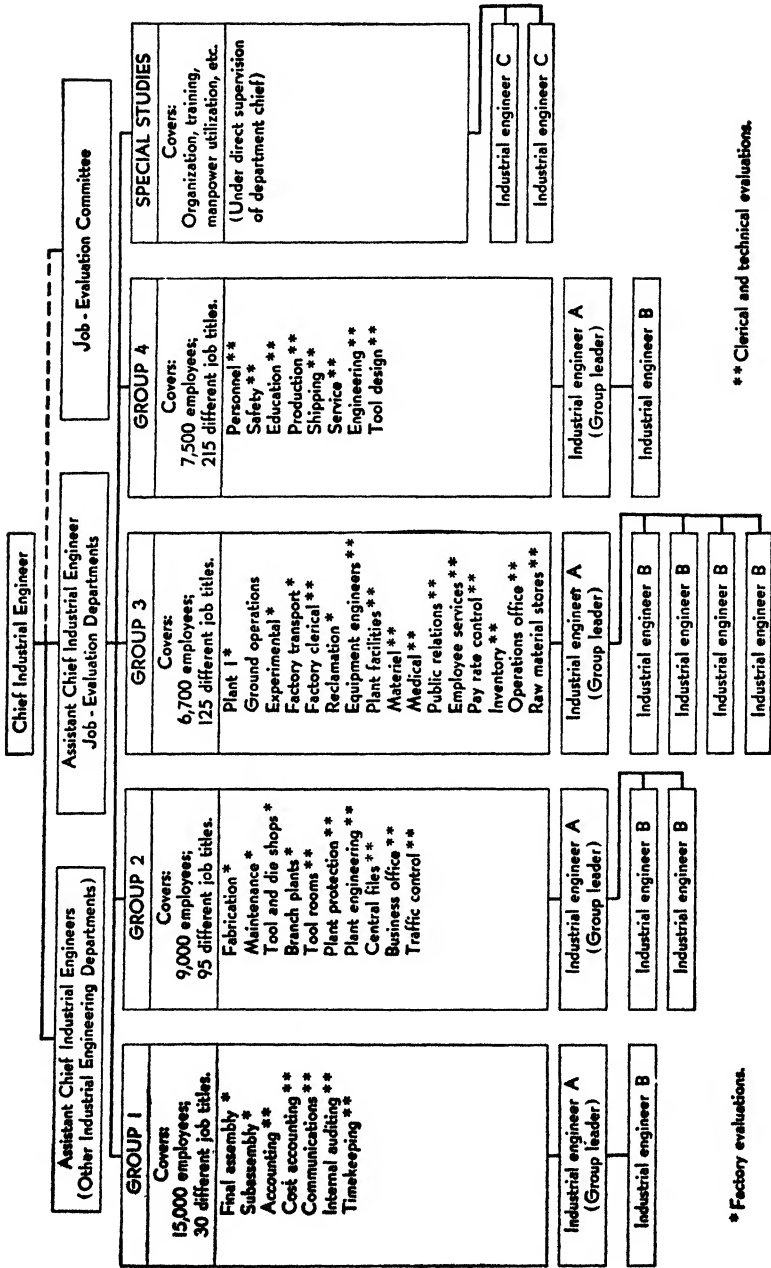 Chief Industrial Engineer
Assistant Chief Industrial Engineers
(Other Industrial Engineering Departments)
Assistant Chief Industrial Engineer
Job - Evaluation Departments
Job - Evaluation Committee
GROUP 1
Covers:
15,000 employees;
30 different job titles.
Final assembly *
Subassembly *
Accounting **
Cost accounting **
Communications **
Internal auditing **
Timekeeping **
Industrial engineer A
(Group leader)
Industrial engineer B
GROUP 2
Covers:
9,000 employees;
95 different job titles.
Fabrication *
Maintenance *
Tool and die shops *
Branch plants *
Tool rooms **
Plant protection **
Plant engineering **
Central files **
Business office **
Traffic control **
Industrial engineer A
(Group leader)
Industrial engineer B
Industrial engineer B
GROUP 3
Covers:
6,700 employees;
125 different job titles.
Plant I *
Ground operations
Experimental *
Factory transport *
Factory clerical **
Reclamation *
Equipment engineers **
Plant facilities **
Materiel **
Medical **
Public relations **
Employee services **
Pay rate control **
Inventory **
Operations office **
Raw material stores **
Industrial engineer A
(Group leader)
Industrial engineer B
Industrial engineer B
Industrial engineer B
Industrial engineer B
GROUP 4
Covers:
7,500 employees;
215 different job titles.
Personnel **
Safety **
Education **
Production **
Shipping **
Service **
Engineering **
Tool design **
Industrial engineer A
(Group leader)
Industrial engineer B
SPECIAL STUDIES
Covers:
Organization, training,
manpower utilization, etc.
(Under direct supervision
of department chief)
Industrial engineer C
Industrial engineer C
* Factory evaluations.
** Clerical and technical evaluations.